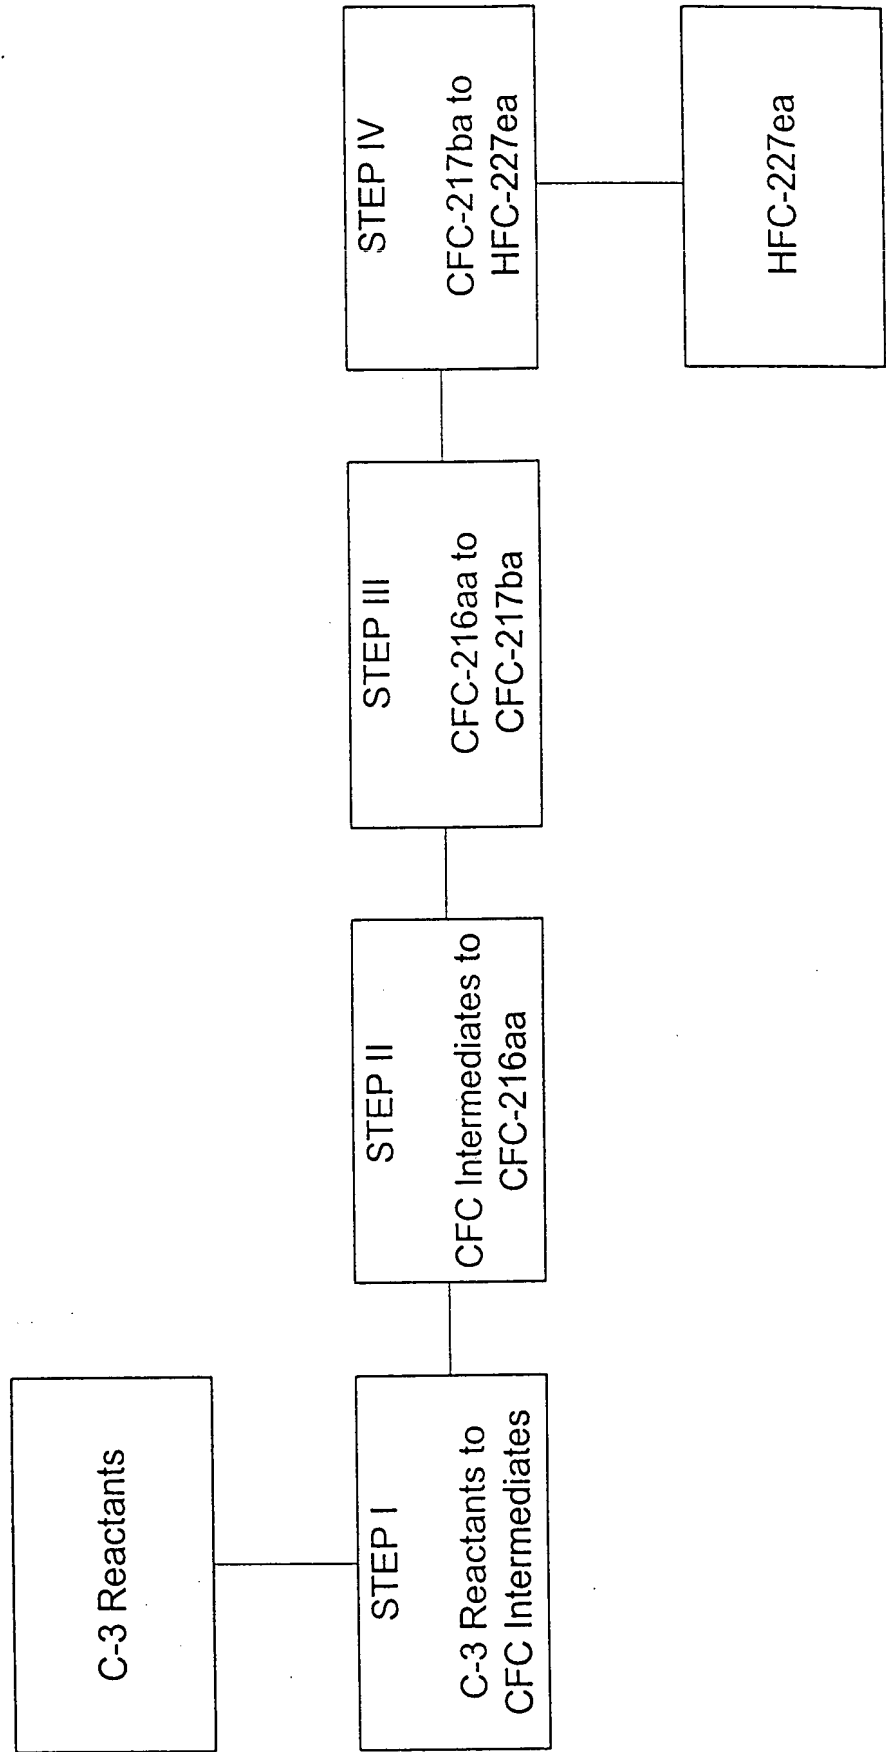 C-3 Reactants
STEP I
C-3 Reactants to
CFC Intermediates
STEP II
CFC Intermediates to
CFC-216aa
STEP III
CFC-216aa to
CFC-217ba
STEP IV
CFC-217ba to
HFC-227ea
HFC-227ea